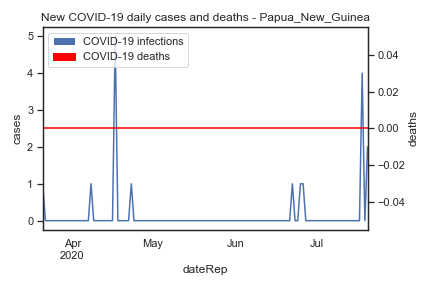 New COVID-19 daily cases and deaths - Papua_New_Guinea
COVID-19 infections
COVID-19 deaths
5
4
3
2
1
0
cases
0.04
0.02
0.00
−0.02
−0.04
deaths
Apr
2020
May
Jun
Jul
dateRep